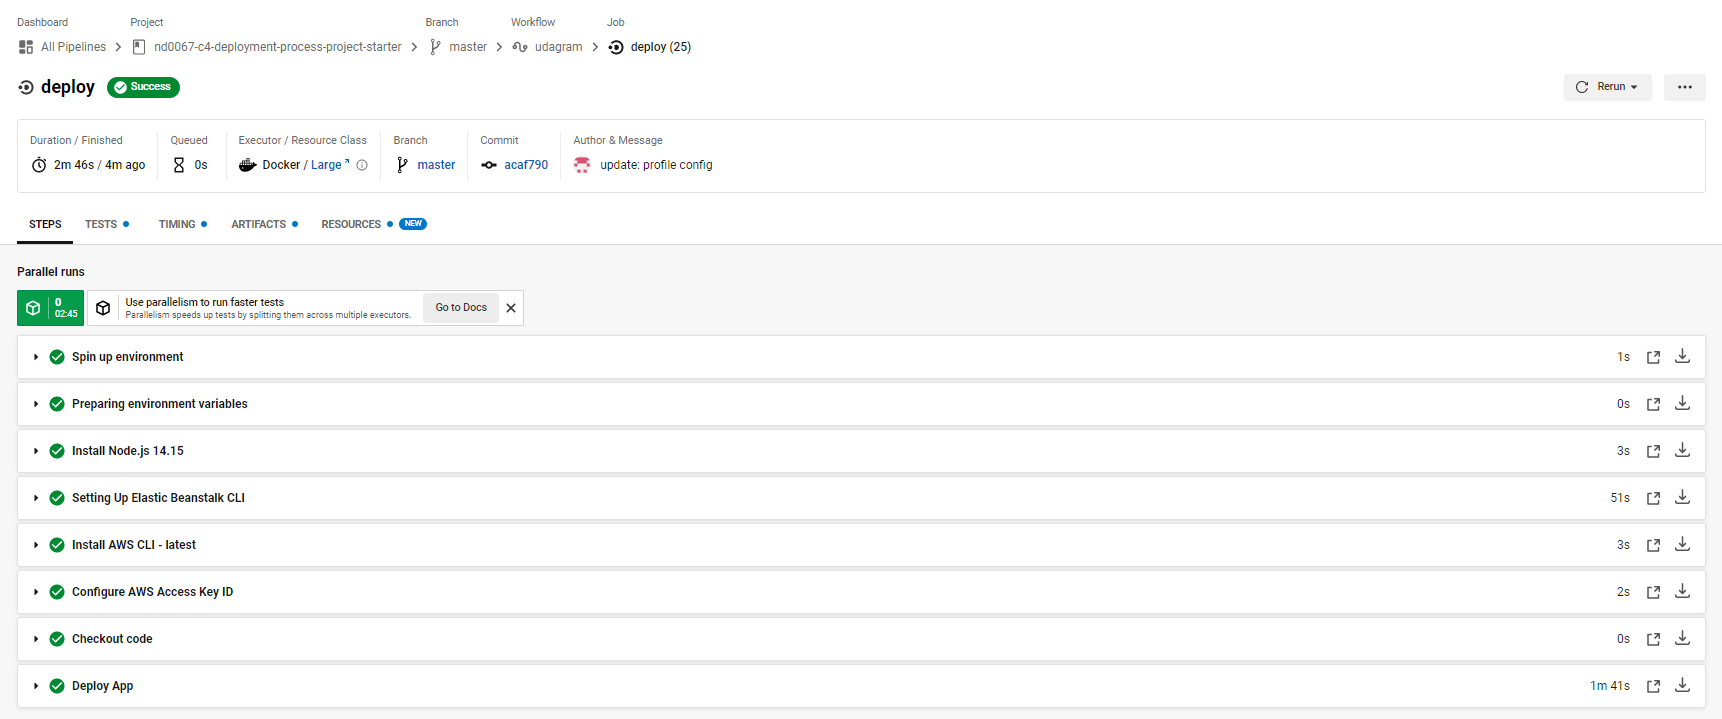 Dashboard Project Branch Workflow Job
All Pipelines nd0067-c4-deployment-process-project-starter master udagram deploy (25)
deploy Success Rerun
Duration / Finished Queued Executor / Resource Class Branch Commit Author & Message
2m 46s / 4m ago 0s Docker / Large master acaf790 update: profile config
STEPS TESTS TIMING ARTIFACTS RESOURCES NEW
Parallel runs
0
02:45
Use parallelism to run faster tests
Parallelism speeds up tests by splitting them across multiple executors.
Go to Docs
Spin up environment 1s
Preparing environment variables 0s
Install Node.js 14.15 3s
Setting Up Elastic Beanstalk CLI 51s
Install AWS CLI - latest 3s
Configure AWS Access Key ID 2s
Checkout code 0s
Deploy App 1m 41s